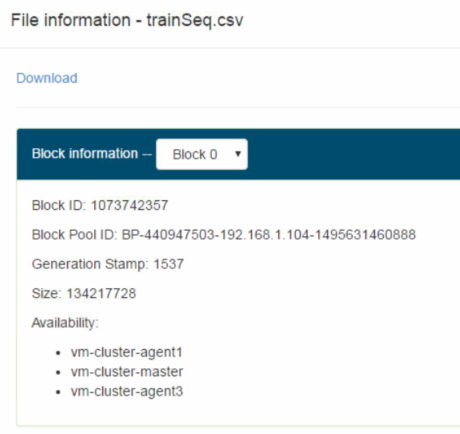 File information - trainSeq.csv
Download
Block information -- Block 0
Block ID: 1073742357
Block Pool ID: BP-440947503-192.168.1.104-1495631460888
Generation Stamp: 1537
Size: 134217728
Availability:
vm-cluster-agent1
vm-cluster-master
vm-cluster-agent3